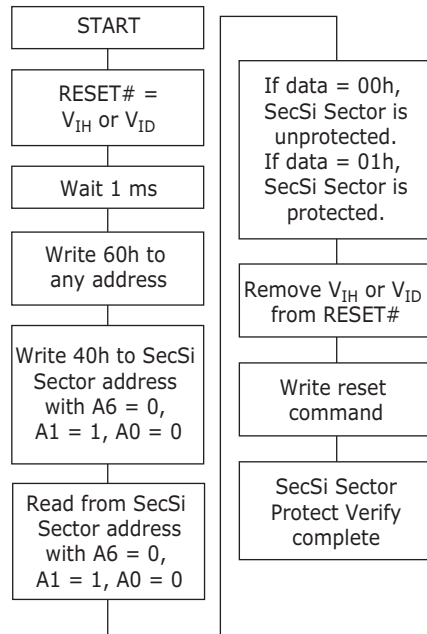 START
RESET# =
V_IH or V_ID
Wait 1 ms
Write 60h to
any address
Write 40h to SecSi
Sector address
with A6 = 0,
A1 = 1, A0 = 0
Read from SecSi
Sector address
with A6 = 0,
A1 = 1, A0 = 0
If data = 00h,
SecSi Sector is
unprotected.
If data = 01h,
SecSi Sector is
protected.
Remove V_IH or V_ID
from RESET#
Write reset
command
SecSi Sector
Protect Verify
complete